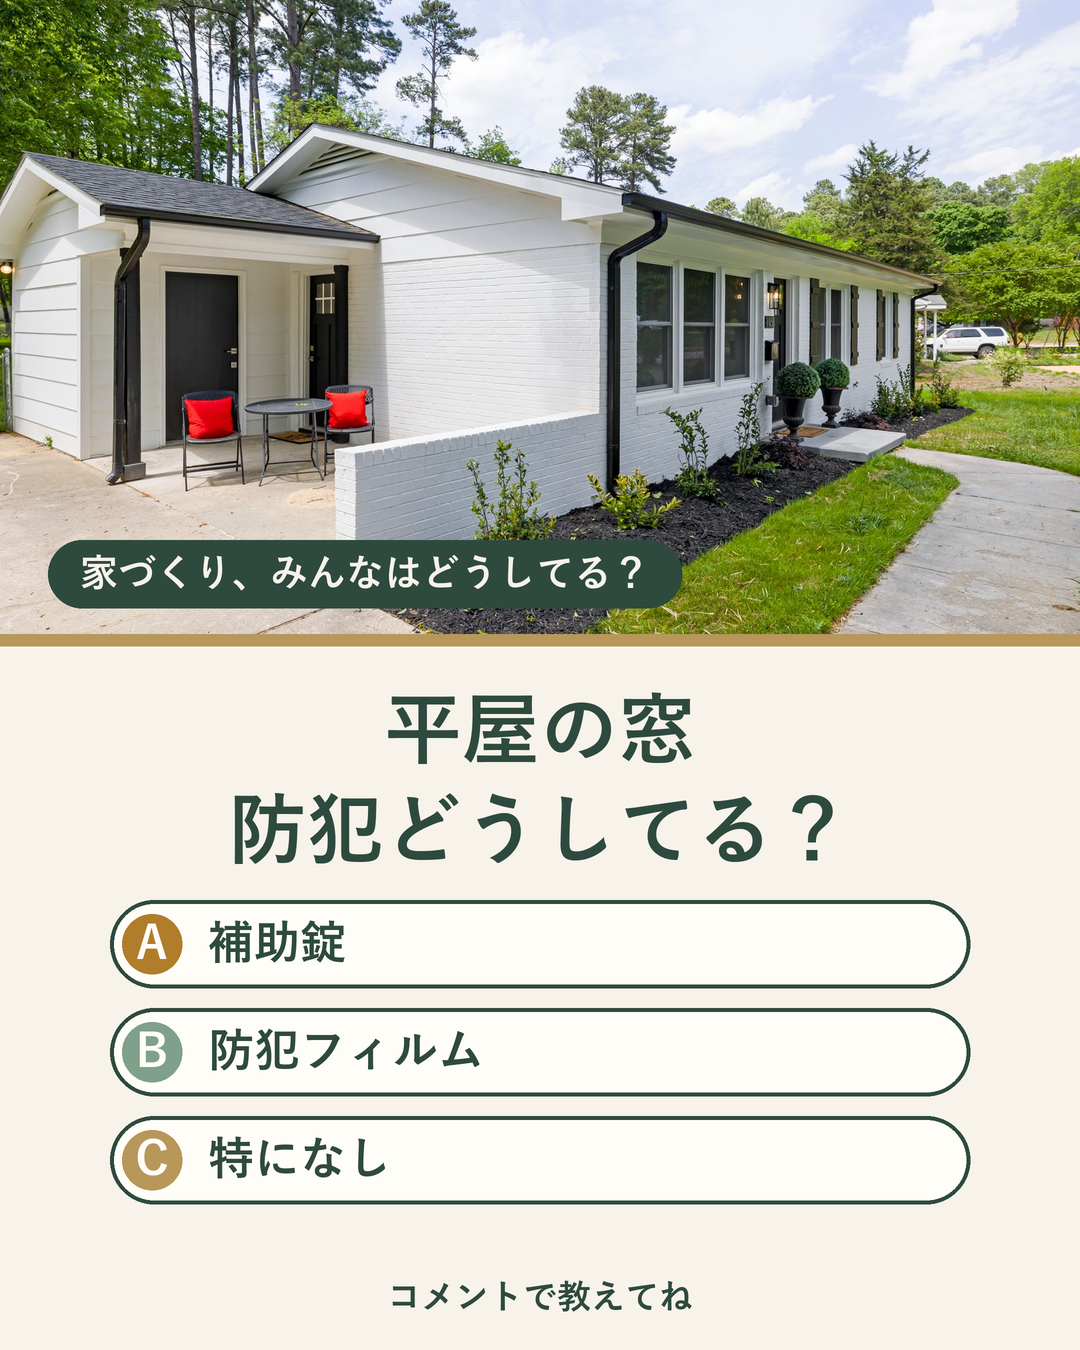 家づくり、みんなはどうしてる？
平屋の窓
防犯どうしてる？
A 補助錠
B 防犯フィルム
C 特になし
コメントで教えてね